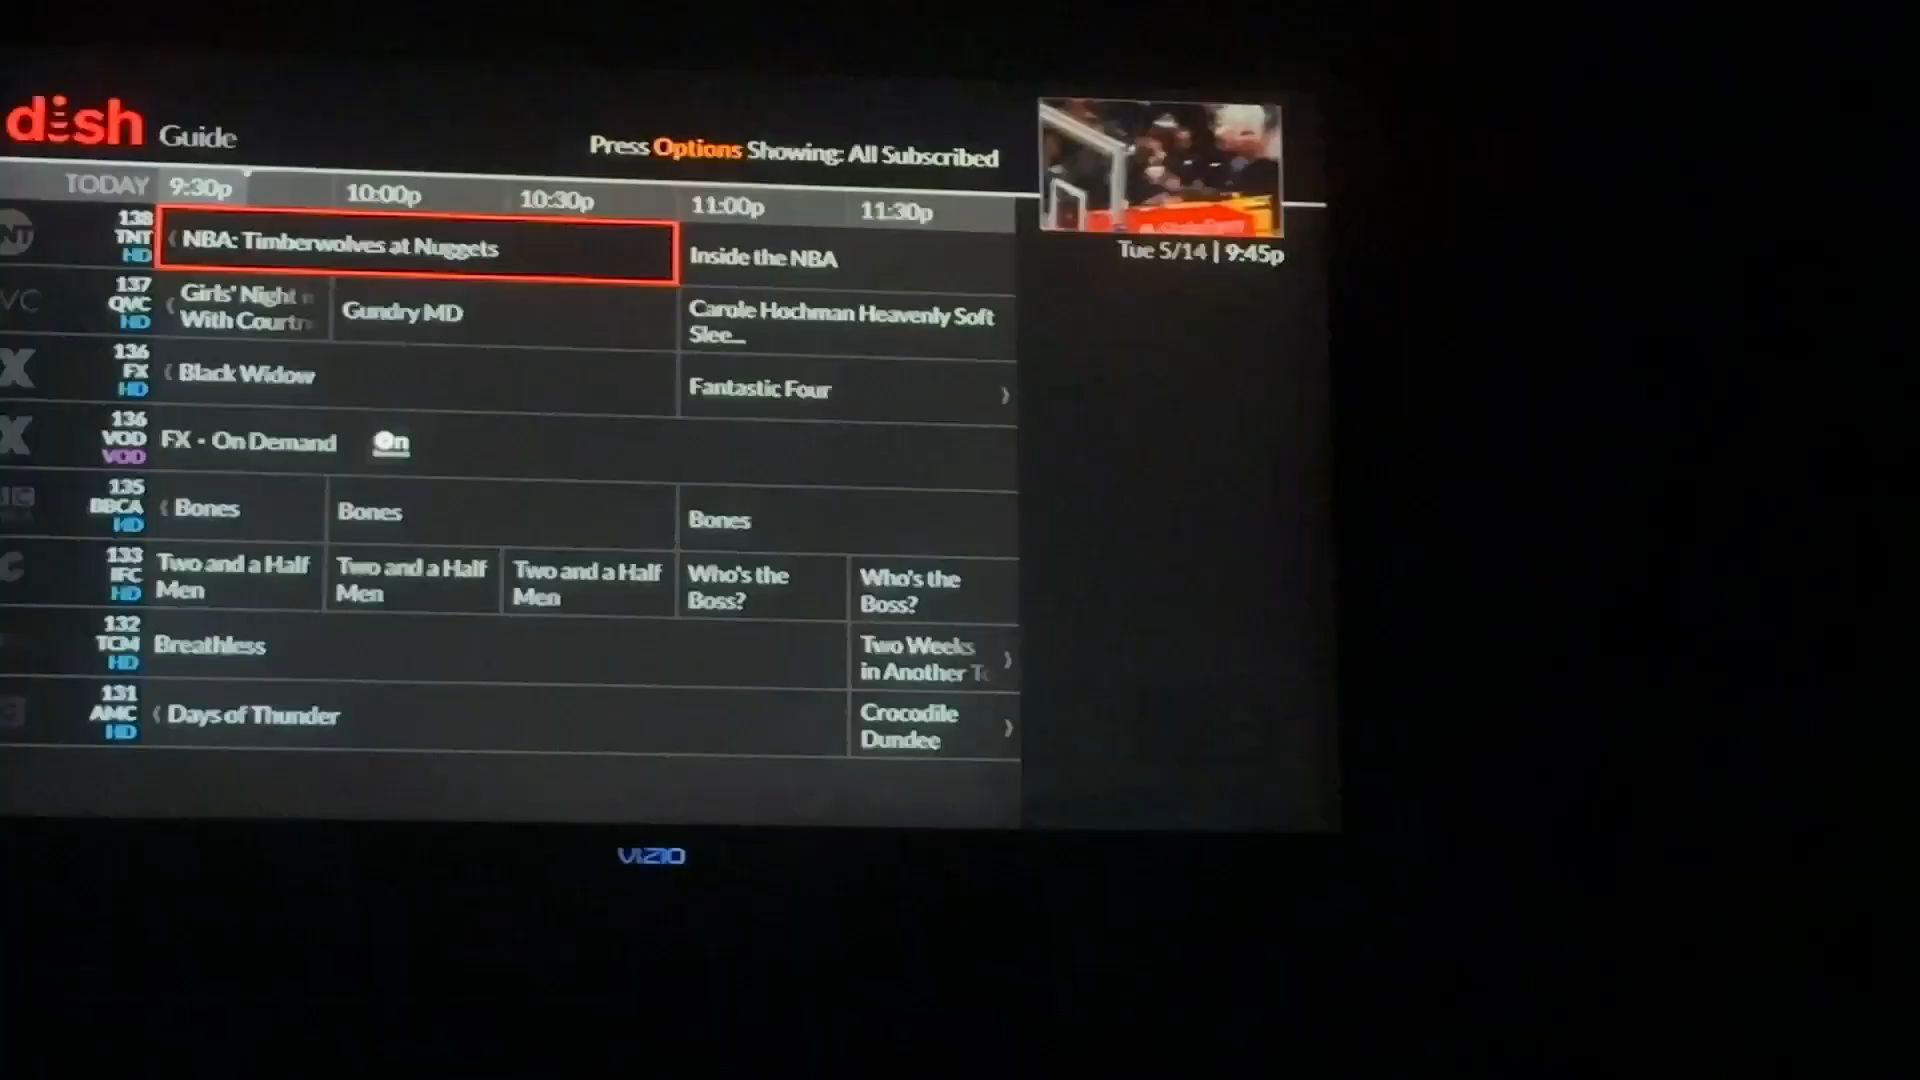 dish Guide
Press Options Showing: All Subscribed
TODAY 9:30p 10:00p 10:30p 11:00p 11:30p
Tue 5/14 | 9:45p
138
TNT
HD
NBA: Timberwolves at Nuggets
Inside the NBA
137
QVC
HD
Girls' Night
With Courtn
Gundry MD
Carole Hochman Heavenly Soft
Slee...
136
FX
HD
Black Widow
Fantastic Four
136
VOD
VOD
FX - On Demand
On
135
BBCA
HD
Bones
Bones
Bones
133
IFC
HD
Two and a Half
Men
Two and a Half
Men
Two and a Half
Men
Who's the
Boss?
Who's the
Boss?
132
TCM
HD
Breathless
Two Weeks
in Another To
131
AMC
HD
Days of Thunder
Crocodile
Dundee
VIZIO